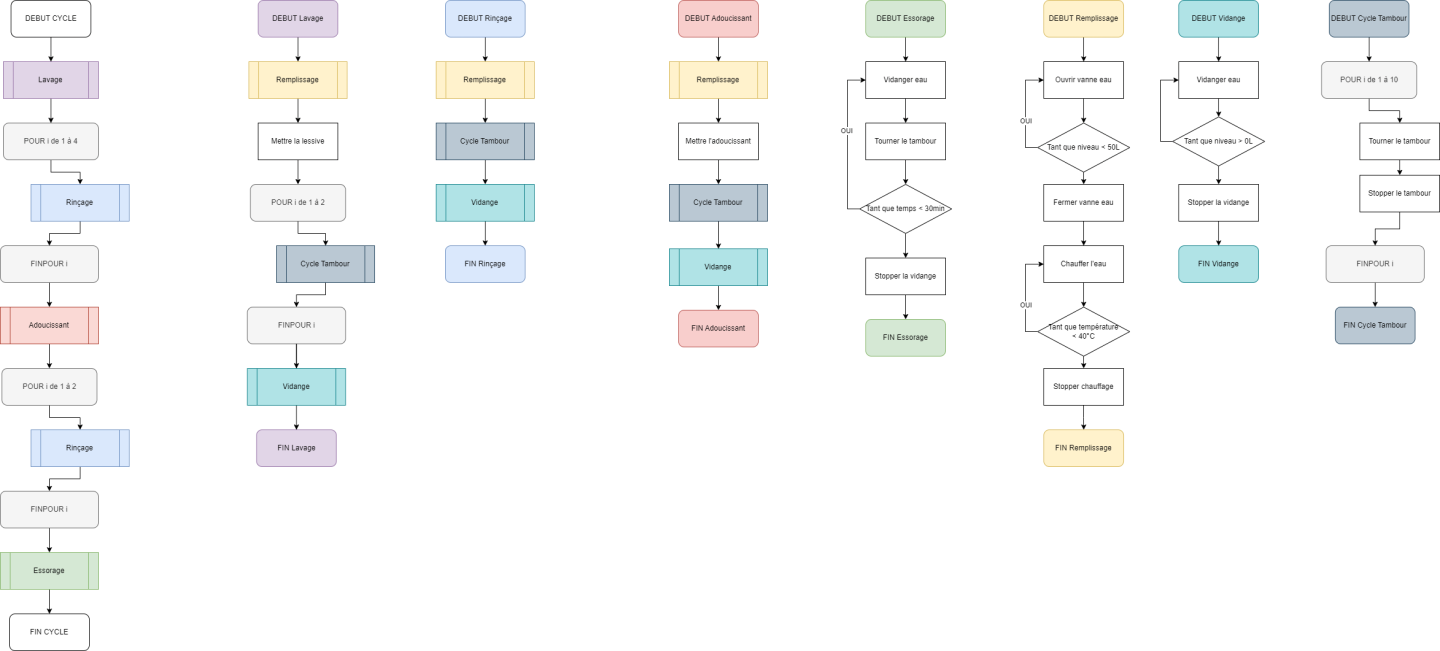 DEBUT CYCLE
Lavage
POUR i de 1 à 4
Rinçage
FINPOUR i
Adoucissant
POUR i de 1 à 2
Rinçage
FINPOUR i
Essorage
FIN CYCLE
DEBUT Lavage
Remplissage
Mettre la lessive
POUR i de 1 à 2
Cycle Tambour
FINPOUR i
Vidange
FIN Lavage
DEBUT Rinçage
Remplissage
Cycle Tambour
Vidange
FIN Rinçage
DEBUT Adoucissant
Remplissage
Mettre l'adoucissant
Cycle Tambour
Vidange
FIN Adoucissant
DEBUT Essorage
Vidanger eau
OUI
Tourner le tambour
Tant que temps < 30min
Stopper la vidange
FIN Essorage
DEBUT Remplissage
Ouvrir vanne eau
OUI
Tant que niveau < 50L
Fermer vanne eau
Chauffer l'eau
OUI
Tant que température
< 40°C
Stopper chauffage
FIN Remplissage
DEBUT Vidange
Vidanger eau
Tant que niveau > 0L
Stopper la vidange
FIN Vidange
DEBUT Cycle Tambour
POUR i de 1 à 10
Tourner le tambour
Stopper le tambour
FINPOUR i
FIN Cycle Tambour